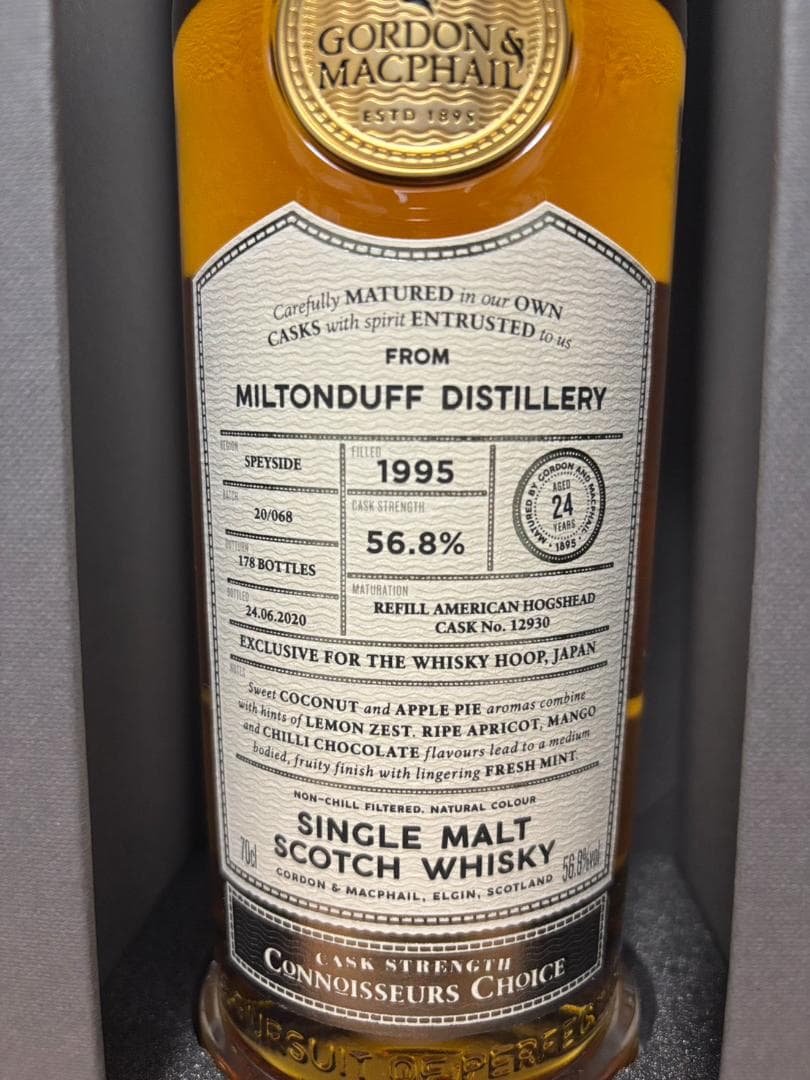 GORDON &
MACPHAIL
ESTD 1895
Carefully MATURED in our OWN
CASKS with spirit ENTRUSTED to us
FROM
MILTONDUFF DISTILLERY
REGION
SPEYSIDE
BATCH
20/068
OUTTURN
178 BOTTLES
BOTTLED
24.06.2020
FILLED
1995
CASK STRENGTH
56.8%
MATURED BY GORDON AND MACPHAIL
AGED
24
YEARS
· 1895 ·
MATURATION
REFILL AMERICAN HOGSHEAD
CASK No. 12930
EXCLUSIVE FOR THE WHISKY HOOP, JAPAN
NOTES
Sweet COCONUT and APPLE PIE aromas combine
with hints of LEMON ZEST. RIPE APRICOT, MANGO
and CHILLI CHOCOLATE flavours lead to a medium
bodied, fruity finish with lingering FRESH MINT.
NON-CHILL FILTERED. NATURAL COLOUR
SINGLE MALT
SCOTCH WHISKY
70cl
56.8%vol
GORDON & MACPHAIL, ELGIN, SCOTLAND
CASK STRENGTH
CONNOISSEURS CHOICE
PURSUIT OF PERFEC